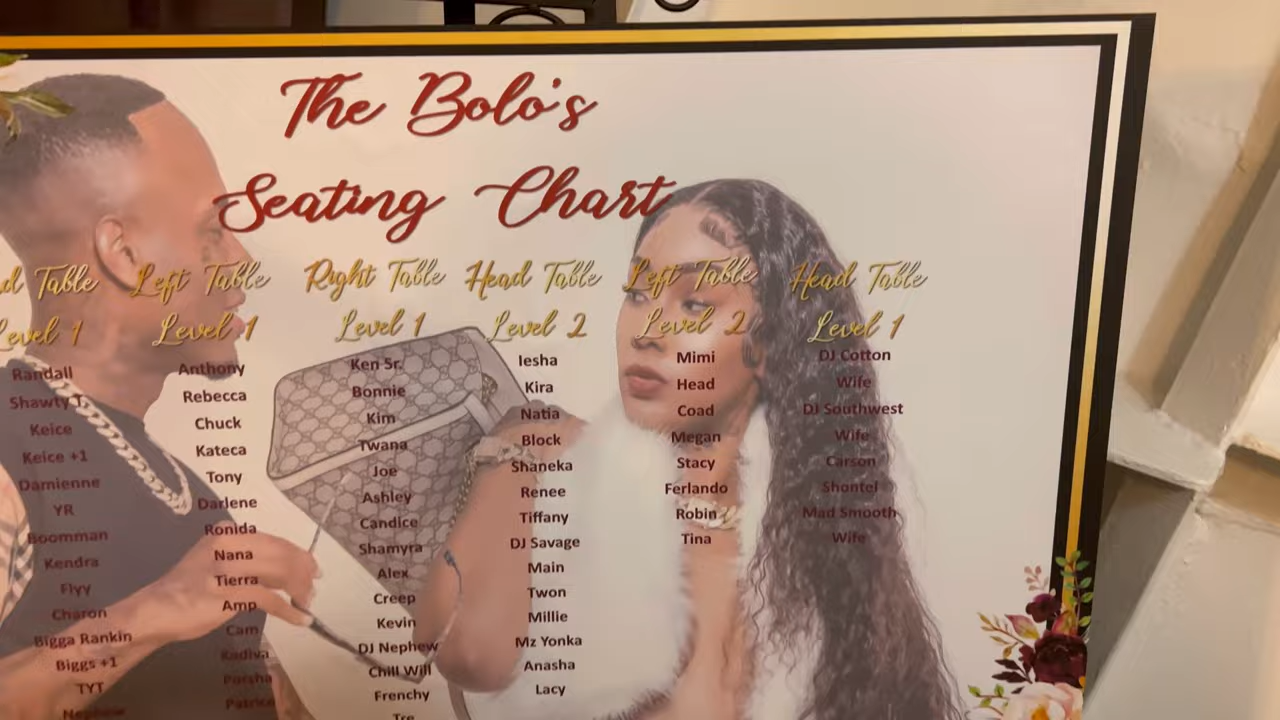 The Bolo's
Seating Chart
Table
Level 1
Randall
Shawty T
Keice
Keice +1
Damienne
YR
Boomman
Kendra
Flyy
Charon
Bigga Rankin
Biggs +1
TYT
Nephew
Left Table
Level 1
Anthony
Rebecca
Chuck
Kateca
Tony
Darlene
Ronida
Nana
Tierra
Amp
Cam
Kadiva
Porsha
Patrice
Right Table
Level 1
Ken Sr.
Bonnie
Kim
Twana
Joe
Ashley
Candice
Shamyra
Alex
Creep
Kevin
DJ Nephew
Chill Will
Frenchy
Tre
Head Table
Level 2
Iesha
Kira
Natia
Block
Shaneka
Renee
Tiffany
DJ Savage
Main
Twon
Millie
Mz Yonka
Anasha
Lacy
Left Table
Level 2
Mimi
Head
Coad
Megan
Stacy
Ferlando
Robin
Tina
Head Table
Level 1
DJ Cotton
Wife
DJ Southwest
Wife
Carson
Shontel
Mad Smooth
Wife